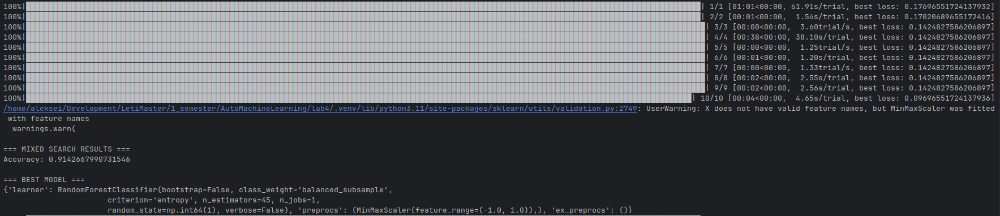 100%|██████████| 1/1 [01:01<00:00, 61.91s/trial, best loss: 0.17696551724137932]
100%|██████████| 2/2 [00:01<00:00,  1.56s/trial, best loss: 0.17020689655172416]
100%|██████████| 3/3 [00:00<00:00,  3.60trial/s, best loss: 0.1424827586206897]
100%|██████████| 4/4 [00:38<00:00, 38.10s/trial, best loss: 0.1424827586206897]
100%|██████████| 5/5 [00:00<00:00,  1.25trial/s, best loss: 0.1424827586206897]
100%|██████████| 6/6 [00:01<00:00,  1.20s/trial, best loss: 0.1424827586206897]
100%|██████████| 7/7 [00:00<00:00,  1.33trial/s, best loss: 0.1424827586206897]
100%|██████████| 8/8 [00:02<00:00,  2.55s/trial, best loss: 0.1424827586206897]
100%|██████████| 9/9 [00:02<00:00,  2.56s/trial, best loss: 0.1424827586206897]
100%|██████████| 10/10 [00:04<00:00,  4.65s/trial, best loss: 0.09696551724137936]
/home/aleksei/Development/LetiMaster/1_semester/AutoMachineLearning/lab4/.venv/lib/python3.11/site-packages/sklearn/utils/validation.py:2749: UserWarning: X does not have valid feature names, but MinMaxScaler was fitted
 with feature names
  warnings.warn(
=== MIXED SEARCH RESULTS ===
Accuracy: 0.9142667990731546
=== BEST MODEL ===
{'learner': RandomForestClassifier(bootstrap=False, class_weight='balanced_subsample',
                       criterion='entropy', n_estimators=45, n_jobs=1,
                       random_state=np.int64(1), verbose=False), 'preprocs': (MinMaxScaler(feature_range=(-1.0, 1.0)),), 'ex_preprocs': ()}